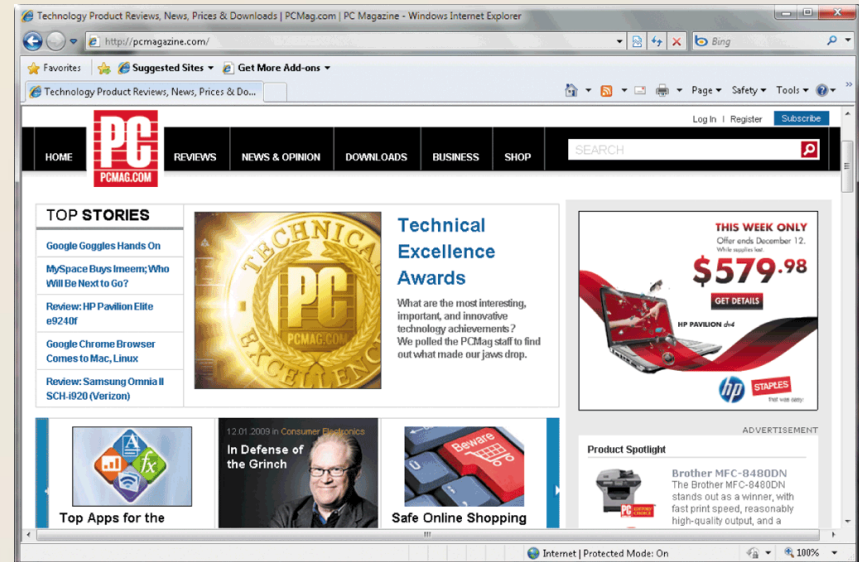 Technology Product Reviews, News, Prices & Downloads | PCMag.com | PC Magazine - Windows Internet Explorer
http://pcmagazine.com/
Bing
Favorites
Suggested Sites
Get More Add-ons
Technology Product Reviews, News, Prices & Do...
Page
Safety
Tools
Log In | Register
Subscribe
HOME
PC
PCMAG.COM
REVIEWS
NEWS & OPINION
DOWNLOADS
BUSINESS
SHOP
SEARCH
TOP STORIES
Google Goggles Hands On
MySpace Buys Imeem; Who
Will Be Next to Go?
Review: HP Pavilion Elite
e9240f
Google Chrome Browser
Comes to Mac, Linux
Review: Samsung Omnia II
SCH-i920 (Verizon)
TECHNICAL
PC
PCMAG.COM
EXCELLENCE
Technical
Excellence
Awards
What are the most interesting,
important, and innovative
technology achievements?
We polled the PCMag staff to find
out what made our jaws drop.
THIS WEEK ONLY
Offer ends December 12.
While supplies last.
$579.98
GET DETAILS
HP PAVILION dv4
hp
STAPLES
that was easy.
ADVERTISEMENT
Top Apps for the
12.01.2009 in Consumer Electronics
In Defense of
the Grinch
Beware
Safe Online Shopping
Product Spotlight
PC
Brother MFC-8480DN
The Brother MFC-8480DN
stands out as a winner, with
fast print speed, reasonably
high-quality output, and a
Internet | Protected Mode: On
100%